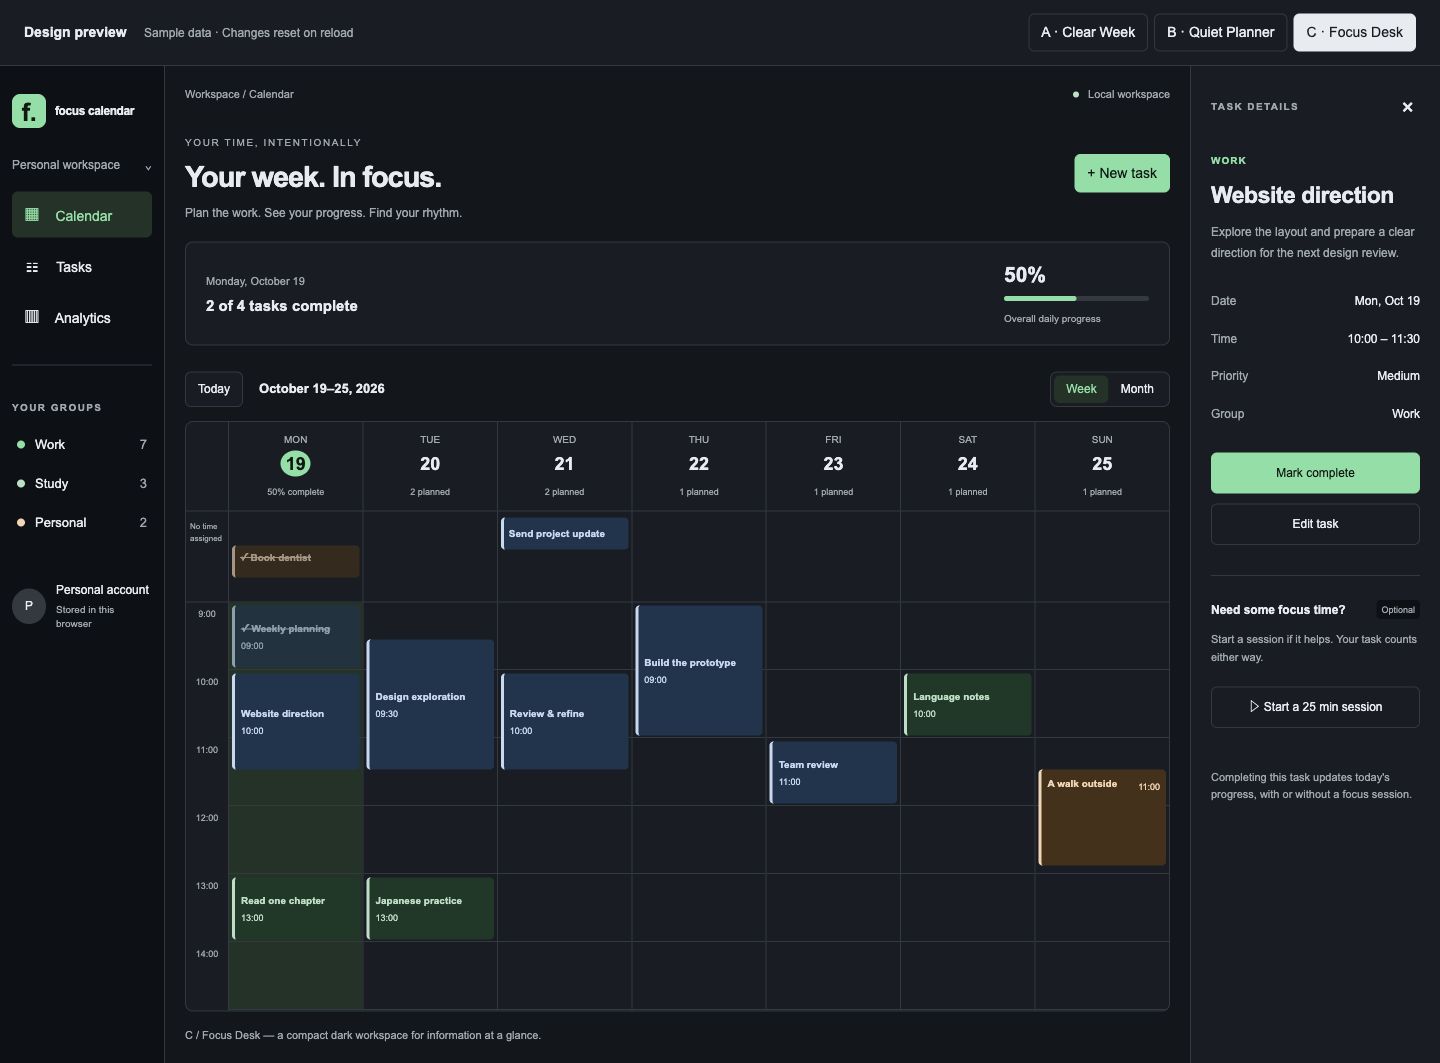 Design preview
Sample data · Changes reset on reload
A · Clear Week
B · Quiet Planner
C · Focus Desk
f.
focus calendar
Personal workspace
Calendar
Tasks
Analytics
YOUR GROUPS
Work 7
Study 3
Personal 2
P
Personal account
Stored in this
browser
Workspace / Calendar
Local workspace
YOUR TIME, INTENTIONALLY
Your week. In focus.
Plan the work. See your progress. Find your rhythm.
+ New task
Monday, October 19
2 of 4 tasks complete
50%
Overall daily progress
Today
October 19–25, 2026
Week
Month
MON
19
50% complete
TUE
20
2 planned
WED
21
2 planned
THU
22
1 planned
FRI
23
1 planned
SAT
24
1 planned
SUN
25
1 planned
No time
assigned
✓ Book dentist
Send project update
9:00
✓ Weekly planning
09:00
Design exploration
09:30
Build the prototype
09:00
10:00
Website direction
10:00
Review & refine
10:00
Language notes
10:00
11:00
Team review
11:00
A walk outside 11:00
12:00
13:00
Read one chapter
13:00
Japanese practice
13:00
14:00
C / Focus Desk — a compact dark workspace for information at a glance.
TASK DETAILS
×
WORK
Website direction
Explore the layout and prepare a clear
direction for the next design review.
Date Mon, Oct 19
Time 10:00 – 11:30
Priority Medium
Group Work
Mark complete
Edit task
Need some focus time?
Optional
Start a session if it helps. Your task counts
either way.
▷ Start a 25 min session
Completing this task updates today's
progress, with or without a focus session.